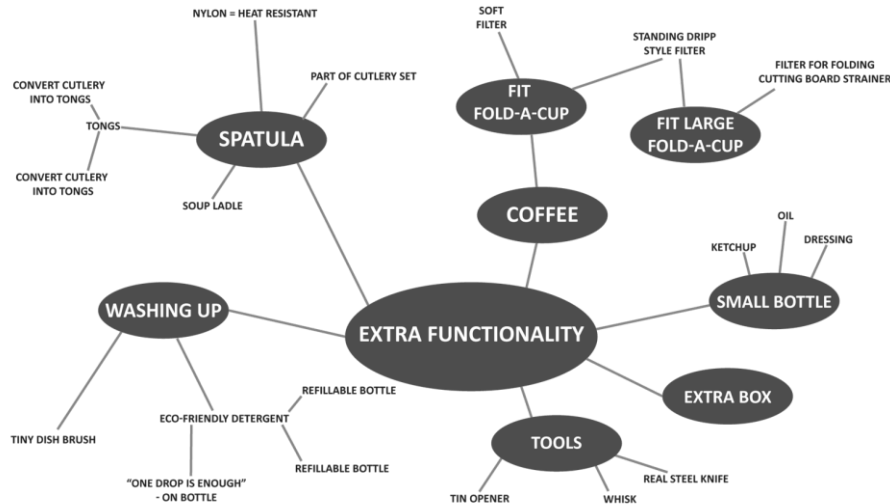 NYLON = HEAT RESISTANT
PART OF CUTLERY SET
CONVERT CUTLERY
INTO TONGS
TONGS
CONVERT CUTLERY
INTO TONGS
SPATULA
SOUP LADLE
SOFT
FILTER
STANDING DRIPP
STYLE FILTER
FILTER FOR FOLDING
CUTTING BOARD STRAINER
FIT
FOLD-A-CUP
FIT LARGE
FOLD-A-CUP
COFFEE
OIL
KETCHUP
DRESSING
SMALL BOTTLE
WASHING UP
EXTRA FUNCTIONALITY
EXTRA BOX
REFILLABLE BOTTLE
ECO-FRIENDLY DETERGENT
TINY DISH BRUSH
REFILLABLE BOTTLE
"ONE DROP IS ENOUGH"
- ON BOTTLE
TOOLS
REAL STEEL KNIFE
TIN OPENER
WHISK